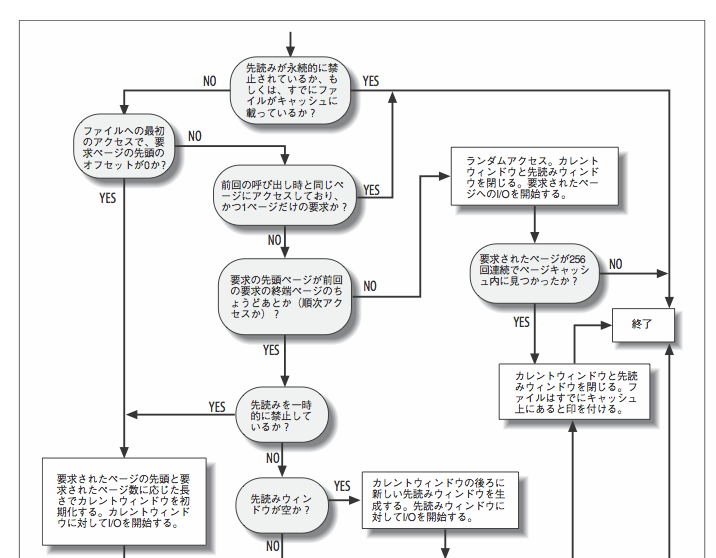 先読みが永続的に禁
止されているか、も
しくは、すでにファ
イルがキャッシュに
載っているか？
NO
YES
ファイルへの最初
のアクセスで、要
求ページの先頭の
オフセットが0か？
NO
YES
前回の呼び出し時と同じペ
ージにアクセスしており、
かつ1ページだけの要求か？
YES
NO
ランダムアクセス。カレント
ウィンドウと先読みウィンド
ウを閉じる。要求されたペー
ジへのI/Oを開始する。
要求の先頭ページが前回
の要求の終端ページのち
ょうどあとか（順次アク
セスか）？
NO
YES
要求されたページが256
回連続でページキャッシ
ュ内に見つかったか？
NO
YES
終了
カレントウィンドウと先読
みウィンドウを閉じる。フ
ァイルはすでにキャッシュ
上にあると印を付ける。
先読みを一時
的に禁止して
いるか？
YES
NO
要求されたページの先頭と要
求されたページ数に応じた長
さでカレントウィンドウを初
期化する。カレントウィンド
ウに対してI/Oを開始する。
先読みウィン
ドウが空か？
YES
NO
カレントウィンドウの後ろに
新しい先読みウィンドウを生
成する。先読みウィンドウに
対してI/Oを開始する。